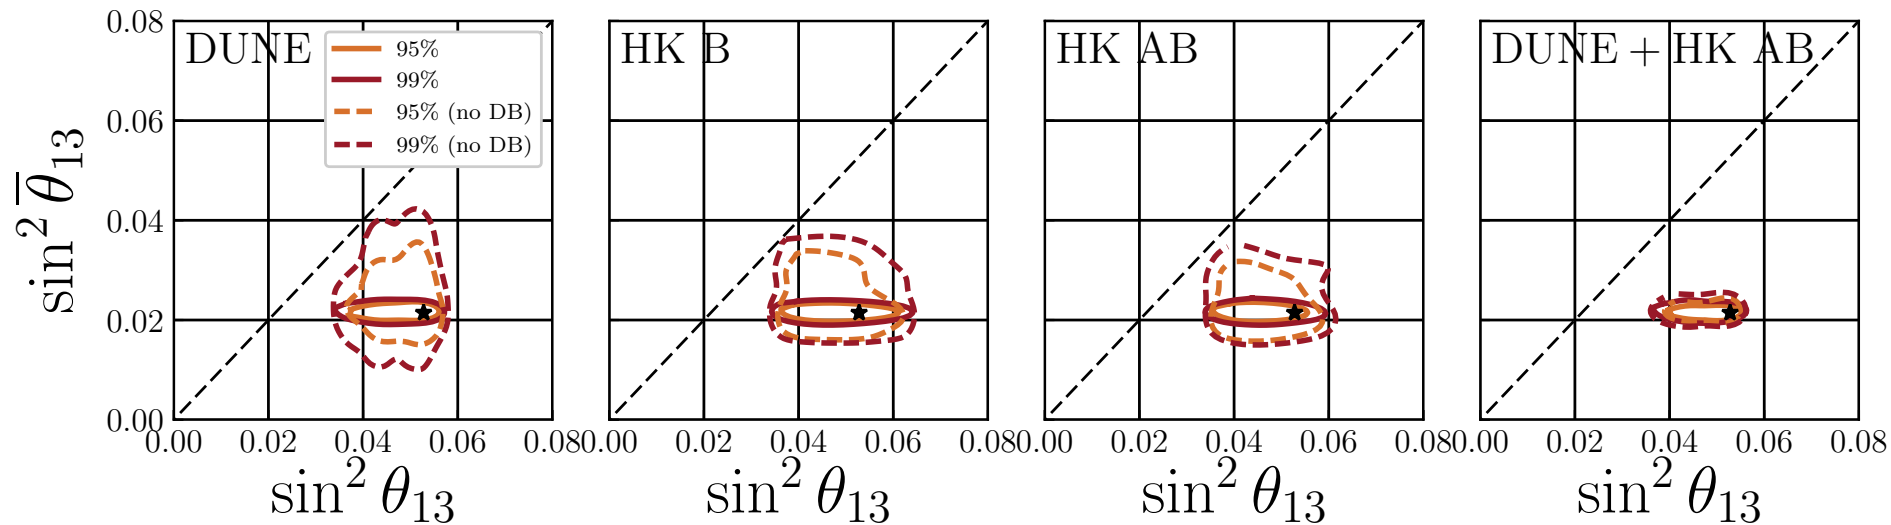 DUNE
95%
99%
95% (no DB)
99% (no DB)
HK B
HK AB
DUNE + HK AB
0.08
0.06
0.04
0.02
0.00
sin² θ̅₁₃
0.00 0.02 0.04 0.06 0.08
0.00 0.02 0.04 0.06 0.08
0.00 0.02 0.04 0.06 0.08
0.00 0.02 0.04 0.06 0.08
sin² θ₁₃
sin² θ₁₃
sin² θ₁₃
sin² θ₁₃